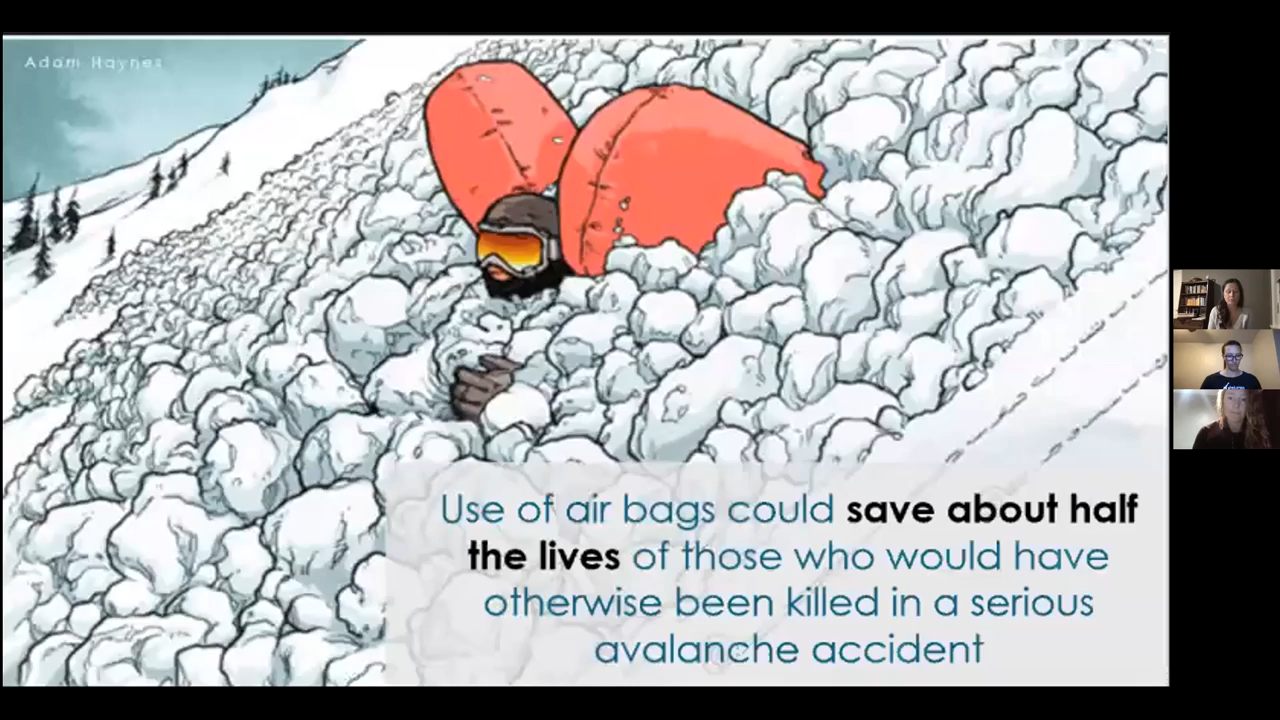 Adam Haynes
Use of air bags could save about half
the lives of those who would have
otherwise been killed in a serious
avalanche accident